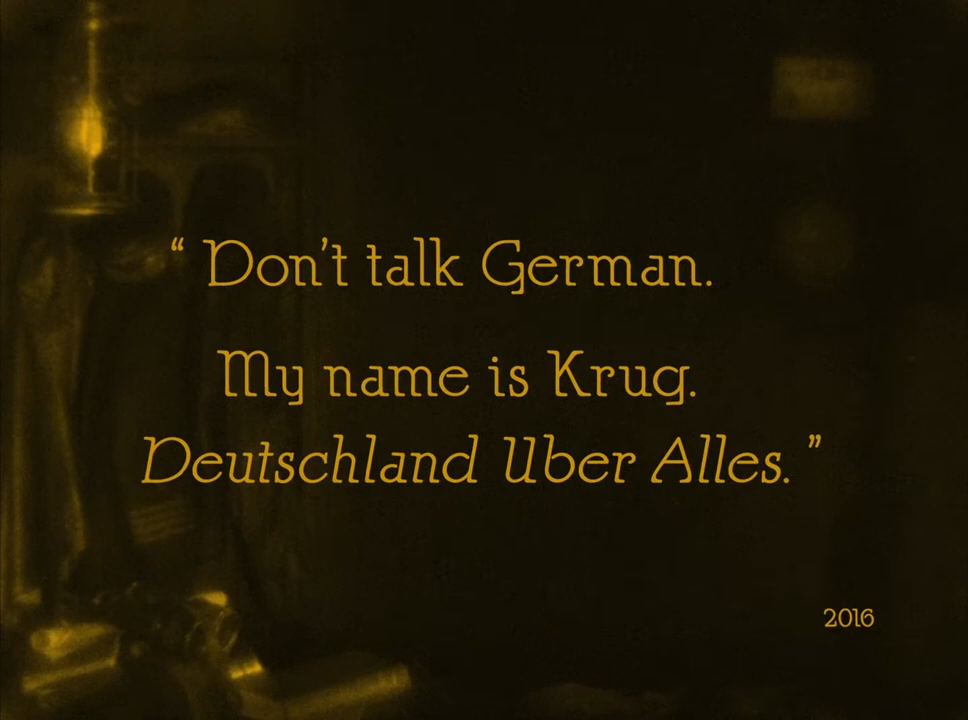 “ Don’t talk German.
My name is Krug.
Deutschland Uber Alles. ”
2016